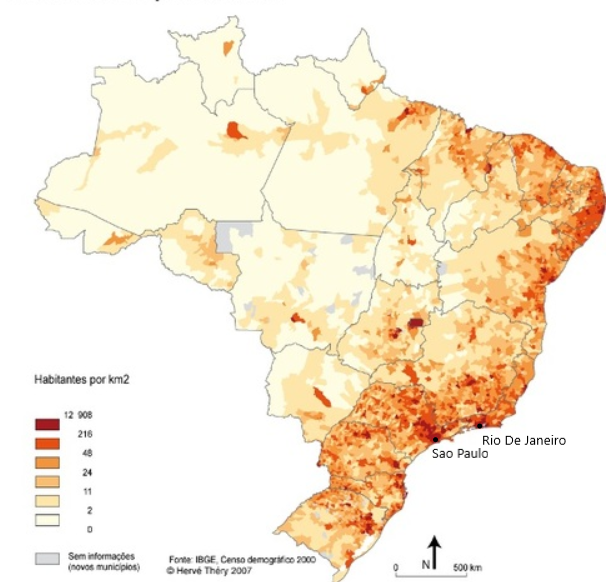 Habitantes por km2
12 908
216
48
24
11
2
0
Sem informações
(novos municípios)
Fonte: IBGE, Censo demográfico 2000
© Hervé Théry 2007
Rio De Janeiro
Sao Paulo
N
0 500 km